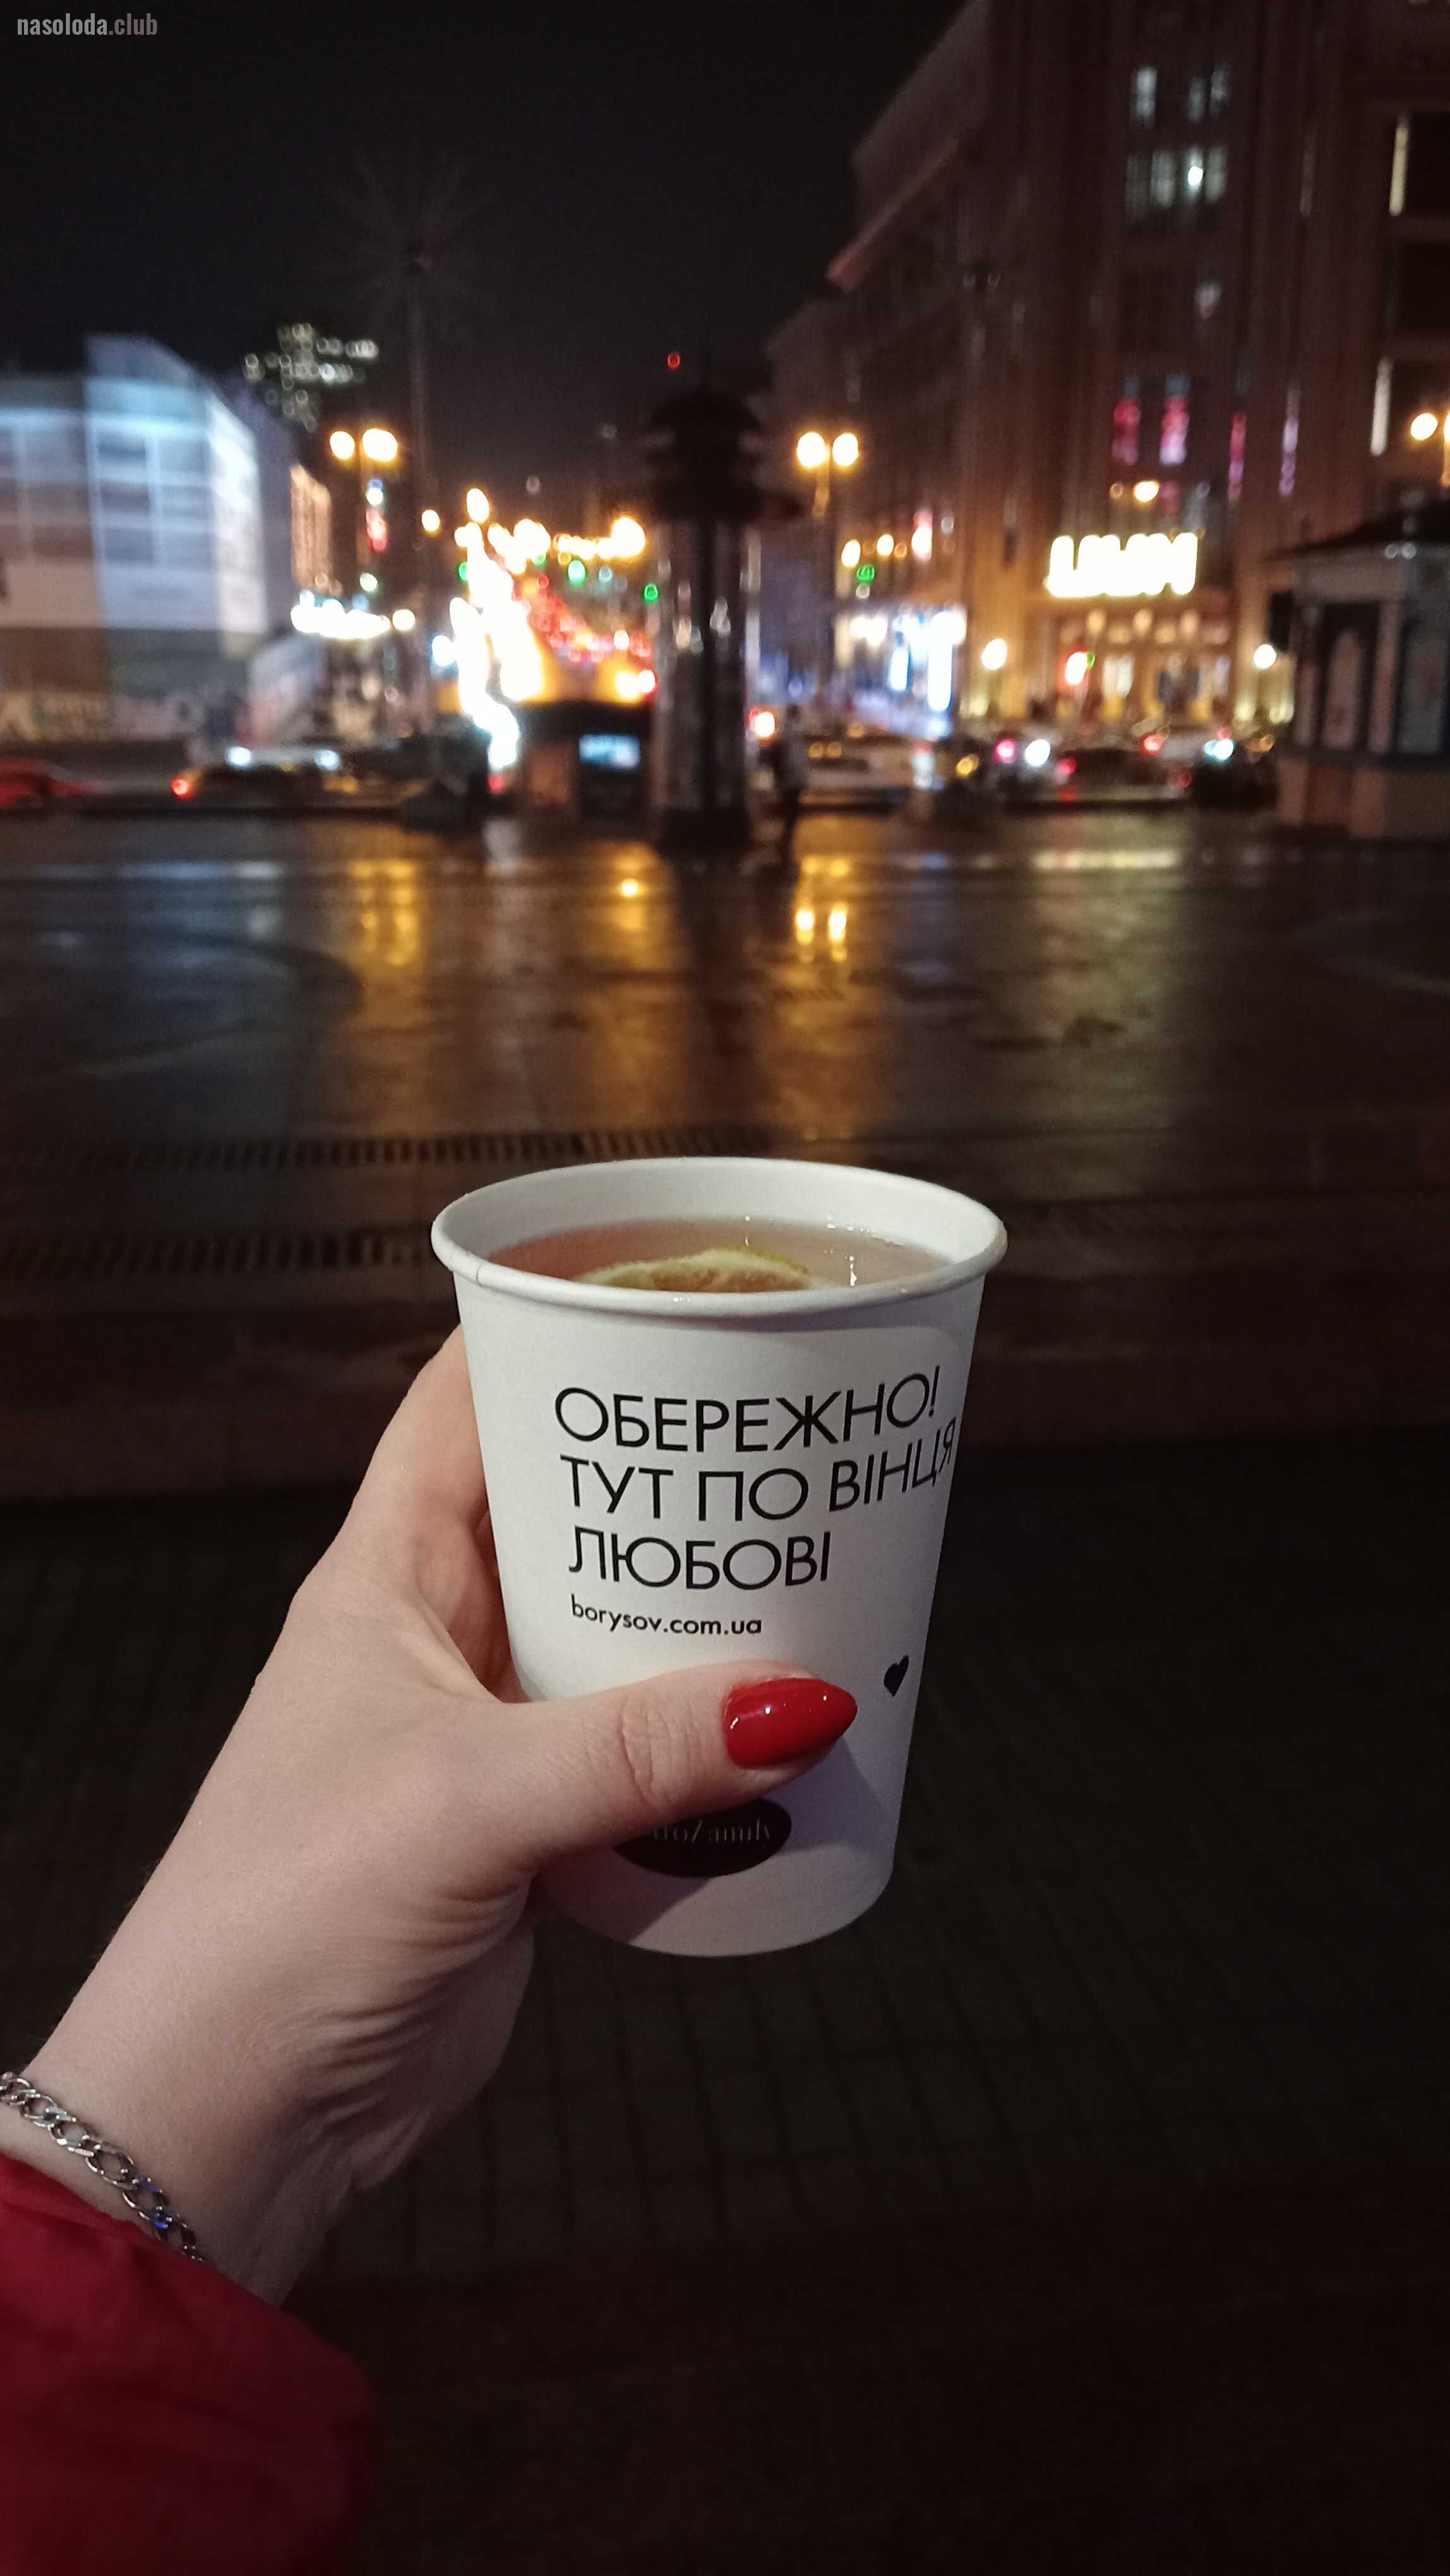 nasoloda.club
ОБЕРЕЖНО!
ТУТ ПО ВІНЦЯ
ЛЮБОВІ
borysov.com.ua